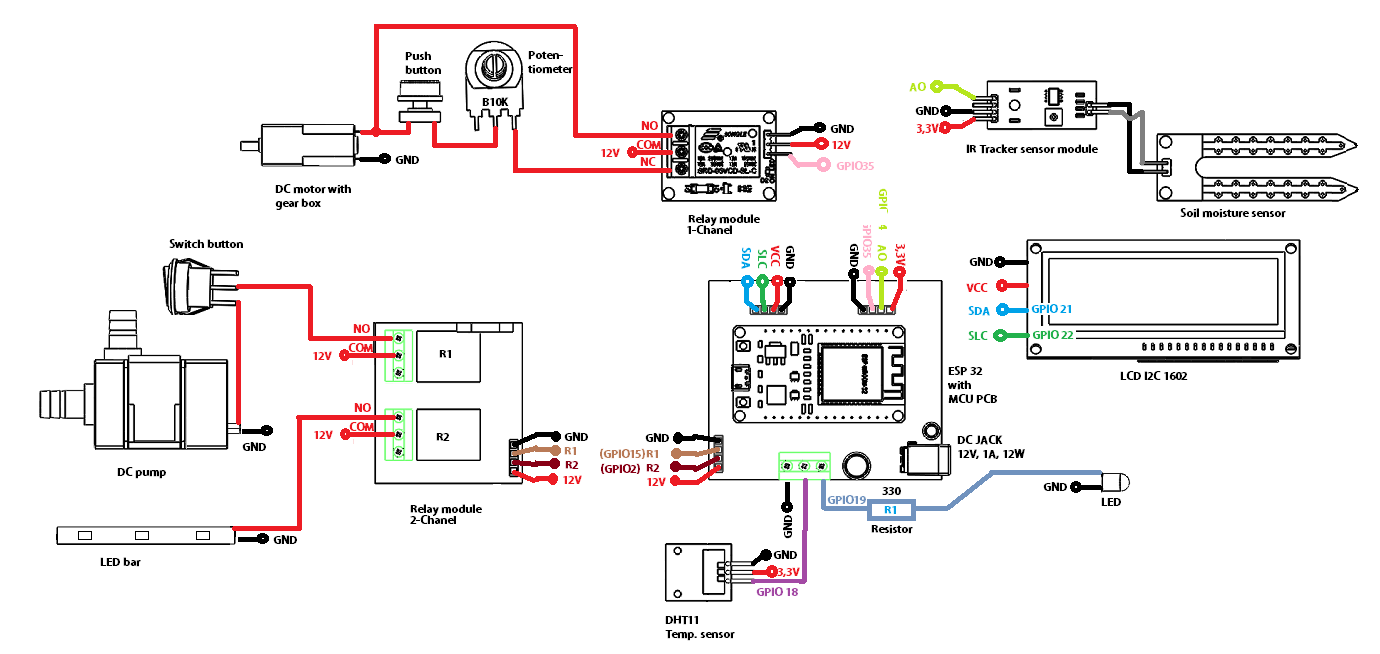 Push
button
Poten-
tiometer
B10K
GND
DC motor with
gear box
NO
COM
12V
NC
SONGLE
GND
12V
GPIO35
Relay module
1-Chanel
AO
GND
3,3V
IR Tracker sensor module
Soil moisture sensor
Switch button
NO
12V
COM
R1
NO
12V
COM
R2
GND
R1
R2
12V
Relay module
2-Chanel
GND
DC pump
GND
LED bar
SDA
SLC
VCC
GND
GND
GPIO35
AO
3,3V
ESP 32
with
MCU PCB
GND
(GPIO15) R1
(GPIO2) R2
12V
DC JACK
12V, 1A, 12W
GND
GPIO19
330
R1
Resistor
GND
LED
GND
3,3V
GPIO 18
DHT11
Temp. sensor
GND
VCC
SDA GPIO 21
SLC GPIO 22
LCD I2C 1602